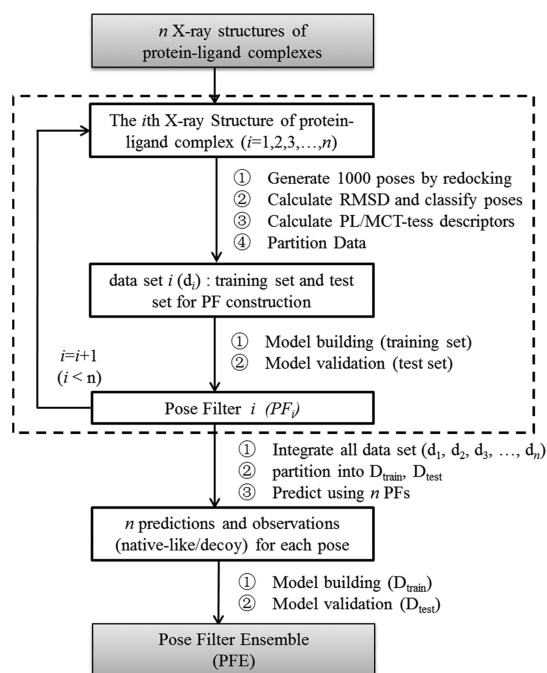 n X-ray structures of
protein-ligand complexes
The ith X-ray Structure of protein-
ligand complex (i=1,2,3,…,n)
① Generate 1000 poses by redocking
② Calculate RMSD and classify poses
③ Calculate PL/MCT-tess descriptors
④ Partition Data
data set i (dᵢ) : training set and test
set for PF construction
① Model building (training set)
② Model validation (test set)
i=i+1
(i < n)
Pose Filter i (PFᵢ)
① Integrate all data set (d₁, d₂, d₃, …, dₙ)
② partition into Dtrain, Dtest
③ Predict using n PFs
n predictions and observations
(native-like/decoy) for each pose
① Model building (Dtrain)
② Model validation (Dtest)
Pose Filter Ensemble
(PFE)